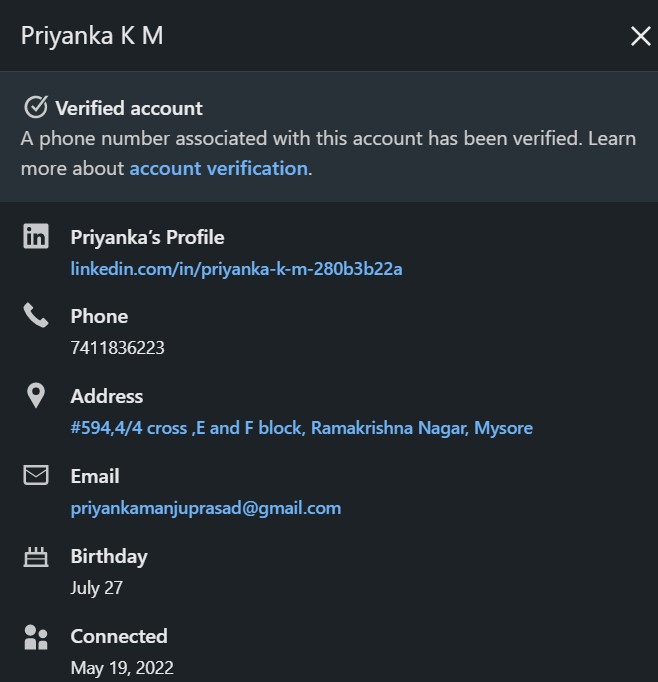 Priyanka K M
Verified account
A phone number associated with this account has been verified. Learn
more about account verification.
in
Priyanka's Profile
linkedin.com/in/priyanka-k-m-280b3b22a
Phone
7411836223
Address
#594,4/4 cross ,E and F block, Ramakrishna Nagar, Mysore
Email
priyankamanjuprasad@gmail.com
Birthday
July 27
Connected
May 19, 2022